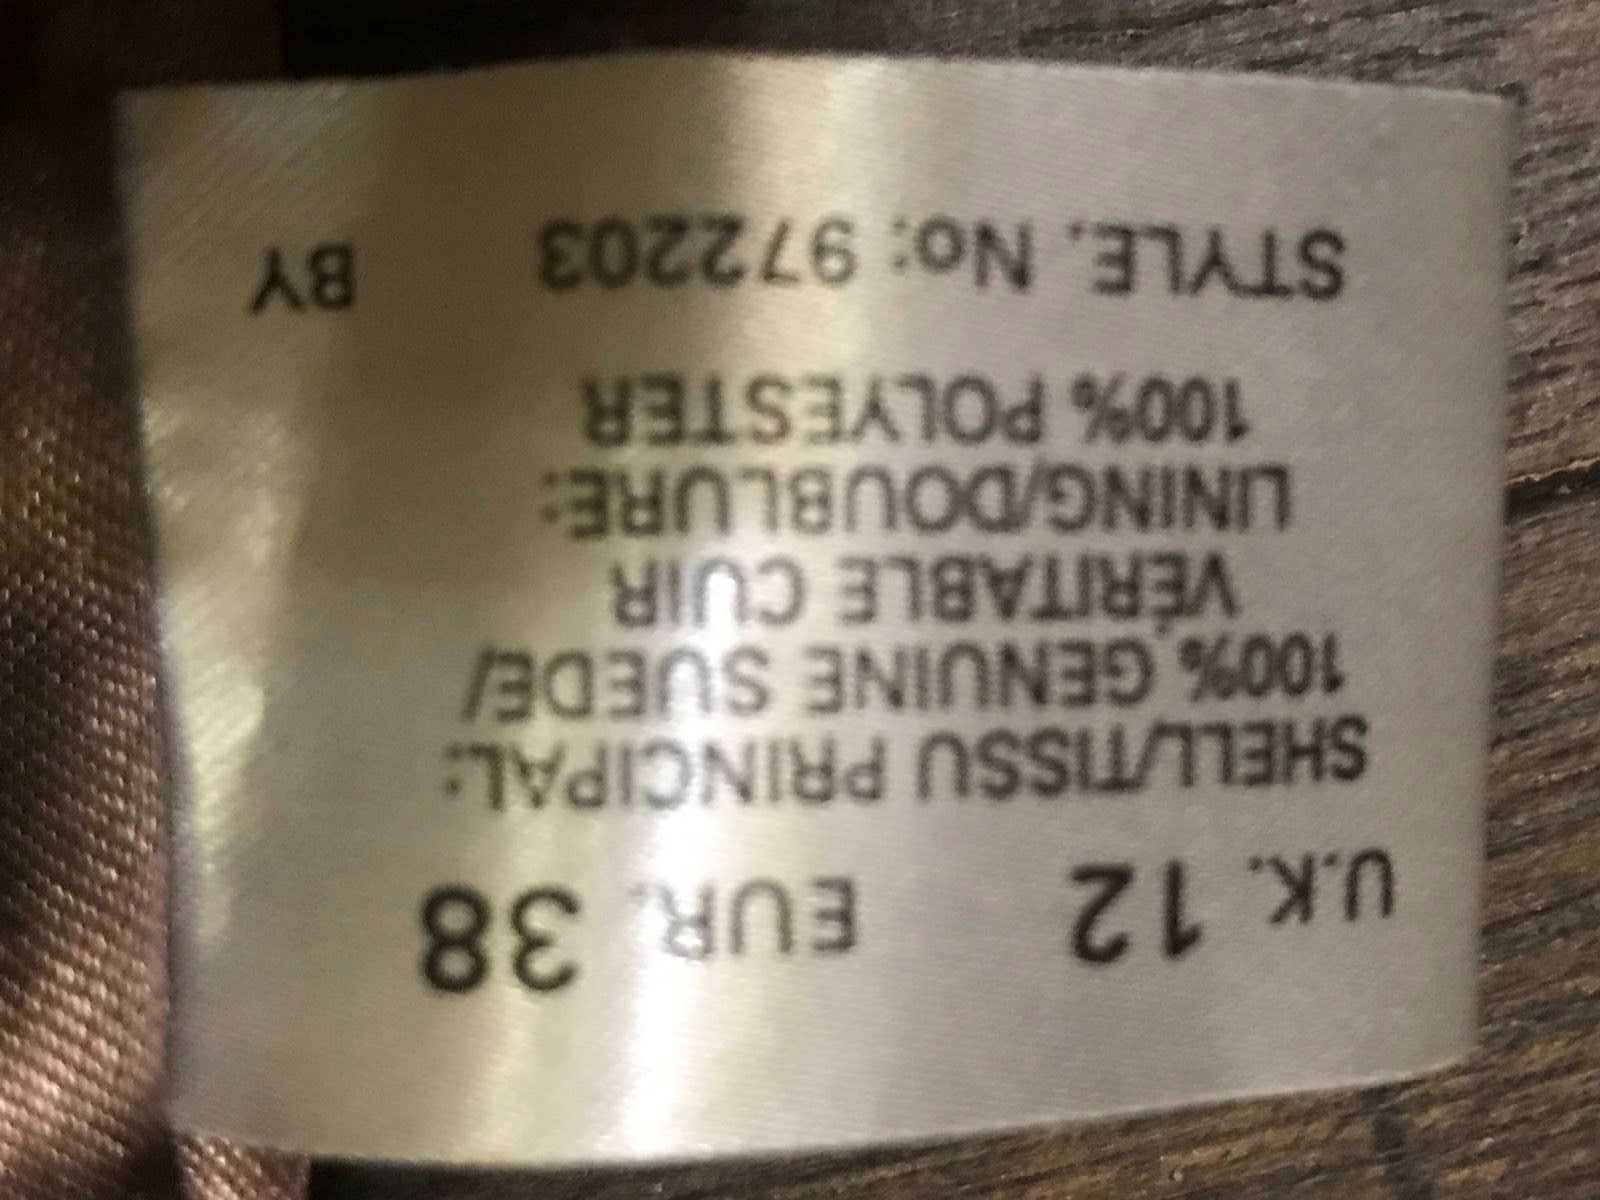 U.K. 12 EUR. 38
SHELL/TISSU PRINCIPAL:
100% GENUINE SUEDE/
VÉRITABLE CUIR
LINING/DOUBLURE:
100% POLYESTER
STYLE. No: 972203 BY